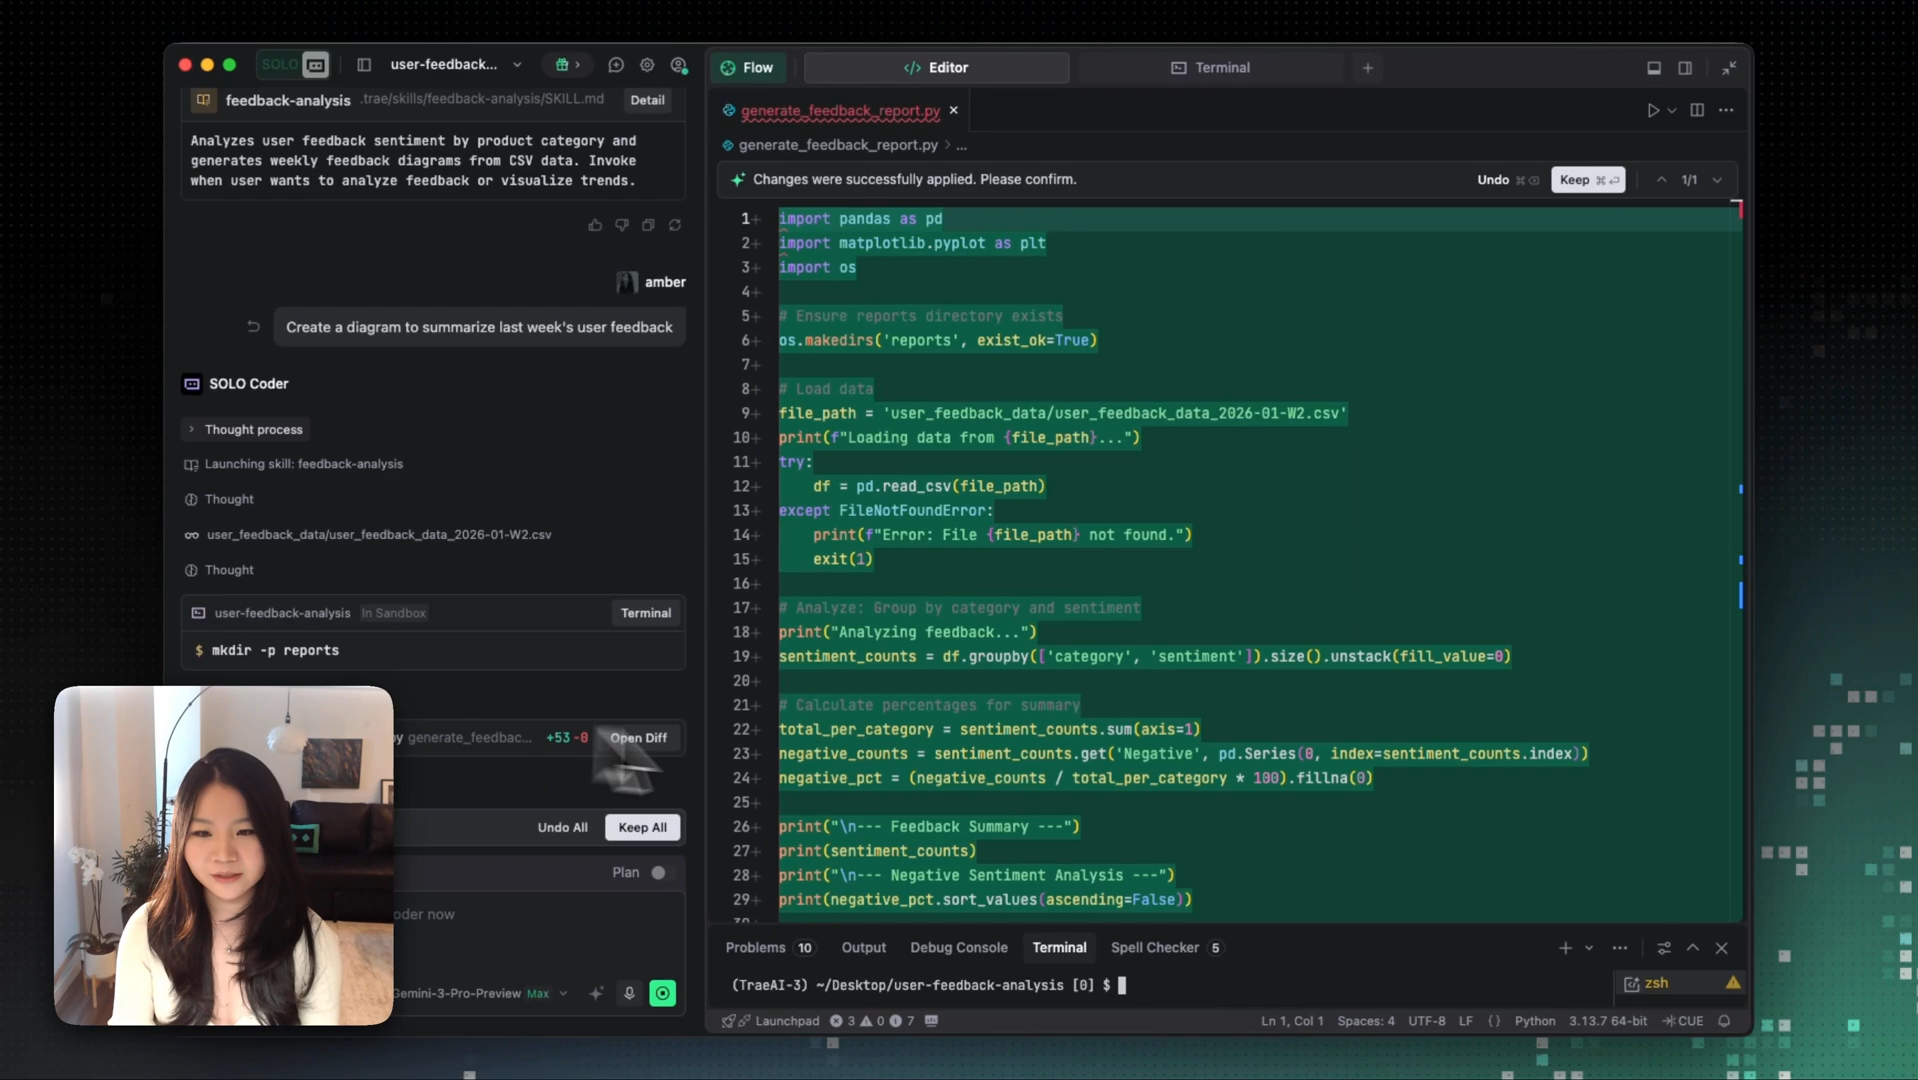 SOLO
user-feedback...
feedback-analysis .trae/skills/feedback-analysis/SKILL.md Detail
Analyzes user feedback sentiment by product category and
generates weekly feedback diagrams from CSV data. Invoke
when user wants to analyze feedback or visualize trends.
amber
Create a diagram to summarize last week's user feedback
SOLO Coder
Thought process
Launching skill: feedback-analysis
Thought
user_feedback_data/user_feedback_data_2026-01-W2.csv
Thought
user-feedback-analysis In Sandbox Terminal
$ mkdir -p reports
generate_feedbac... +53 -0 Open Diff
Undo All Keep All
Plan
oder now
Gemini-3-Pro-Preview Max
Flow </> Editor Terminal
generate_feedback_report.py
generate_feedback_report.py > ...
Changes were successfully applied. Please confirm. Undo Keep 1/1
1+ import pandas as pd
2+ import matplotlib.pyplot as plt
3+ import os
4+
5+ # Ensure reports directory exists
6+ os.makedirs('reports', exist_ok=True)
7+
8+ # Load data
9+ file_path = 'user_feedback_data/user_feedback_data_2026-01-W2.csv'
10+ print(f"Loading data from {file_path}...")
11+ try:
12+ df = pd.read_csv(file_path)
13+ except FileNotFoundError:
14+ print(f"Error: File {file_path} not found.")
15+ exit(1)
16+
17+ # Analyze: Group by category and sentiment
18+ print("Analyzing feedback...")
19+ sentiment_counts = df.groupby(['category', 'sentiment']).size().unstack(fill_value=0)
20+
21+ # Calculate percentages for summary
22+ total_per_category = sentiment_counts.sum(axis=1)
23+ negative_counts = sentiment_counts.get('Negative', pd.Series(0, index=sentiment_counts.index))
24+ negative_pct = (negative_counts / total_per_category * 100).fillna(0)
25+
26+ print("\n--- Feedback Summary ---")
27+ print(sentiment_counts)
28+ print("\n--- Negative Sentiment Analysis ---")
29+ print(negative_pct.sort_values(ascending=False))
Problems 10 Output Debug Console Terminal Spell Checker 5
(TraeAI-3) ~/Desktop/user-feedback-analysis [0] $
zsh
Launchpad 3 0 7 Ln 1, Col 1 Spaces: 4 UTF-8 LF {} Python 3.13.7 64-bit CUE